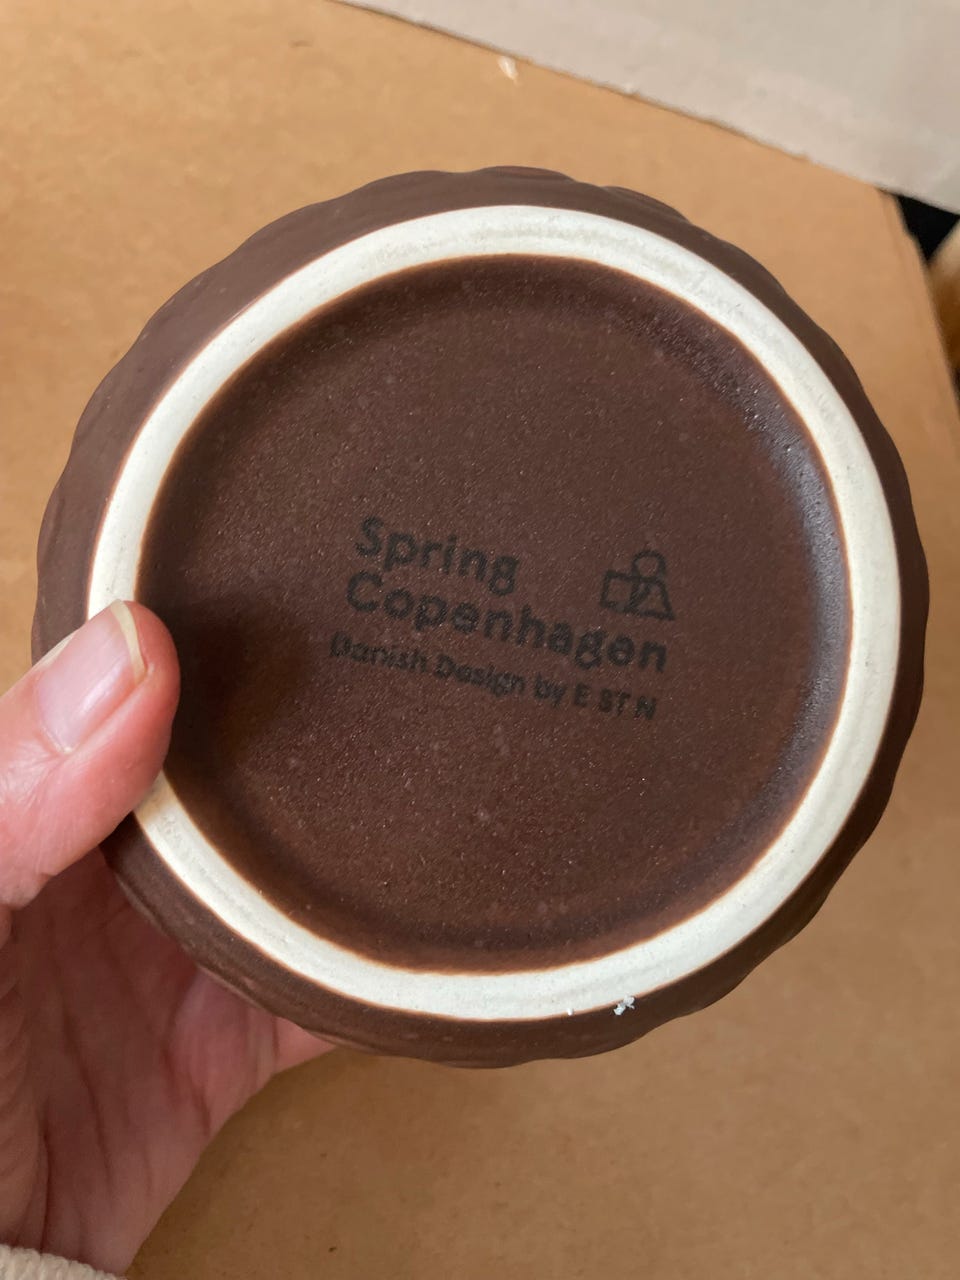 Spring
Copenhagen
Danish Design by E ST N